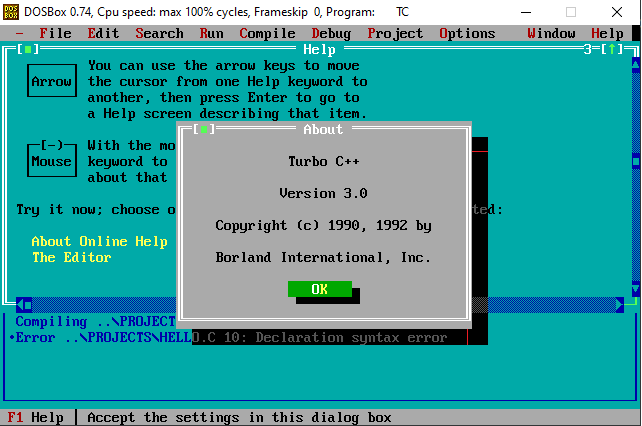 DOSBox 0.74, Cpu speed: max 100% cycles, Frameskip 0, Program: TC
File Edit Search Run Compile Debug Project Options Window Help
Help 3
You can use the arrow keys to move
Arrow the cursor from one Help keyword to
another, then press Enter to go to
a Help screen describing that item.
With the mo
Mouse keyword to
about that
Try it now; choose o ted:
About Online Help
The Editor
About
Turbo C++
Version 3.0
Copyright (c) 1990, 1992 by
Borland International, Inc.
OK
Compiling ..\PROJECT
•Error ..\PROJECTS\HELLO.C 10: Declaration syntax error
F1 Help | Accept the settings in this dialog box